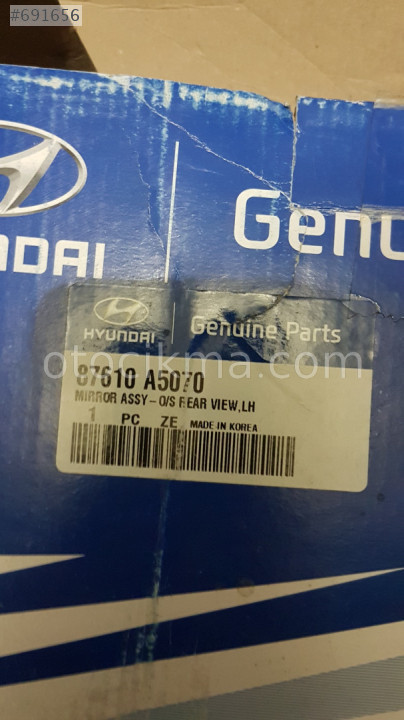 #691656
HYUNDAI
Genu
HYUNDAI
Genuine Parts
otocikma.com
87610 A5070
MIRROR ASSY-O/S REAR VIEW,LH
1 PC ZE MADE IN KOREA